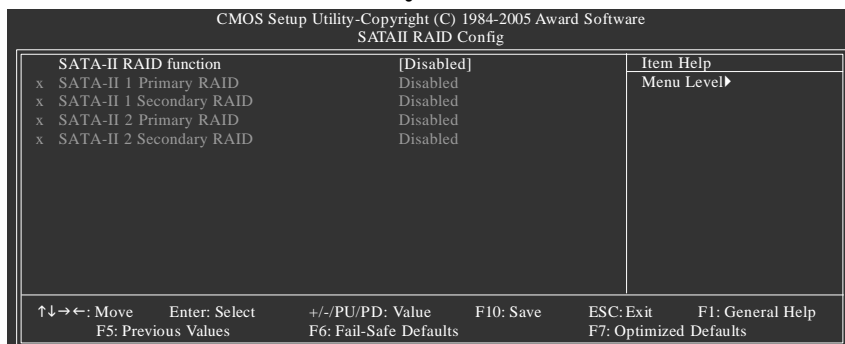 CMOS Setup Utility-Copyright (C) 1984-2005 Award Software
SATAII RAID Config
SATA-II RAID function [Disabled]
x SATA-II 1 Primary RAID Disabled
x SATA-II 1 Secondary RAID Disabled
x SATA-II 2 Primary RAID Disabled
x SATA-II 2 Secondary RAID Disabled
Item Help
Menu Level▶
↑↓→←: Move Enter: Select +/-/PU/PD: Value F10: Save ESC: Exit F1: General Help
F5: Previous Values F6: Fail-Safe Defaults F7: Optimized Defaults